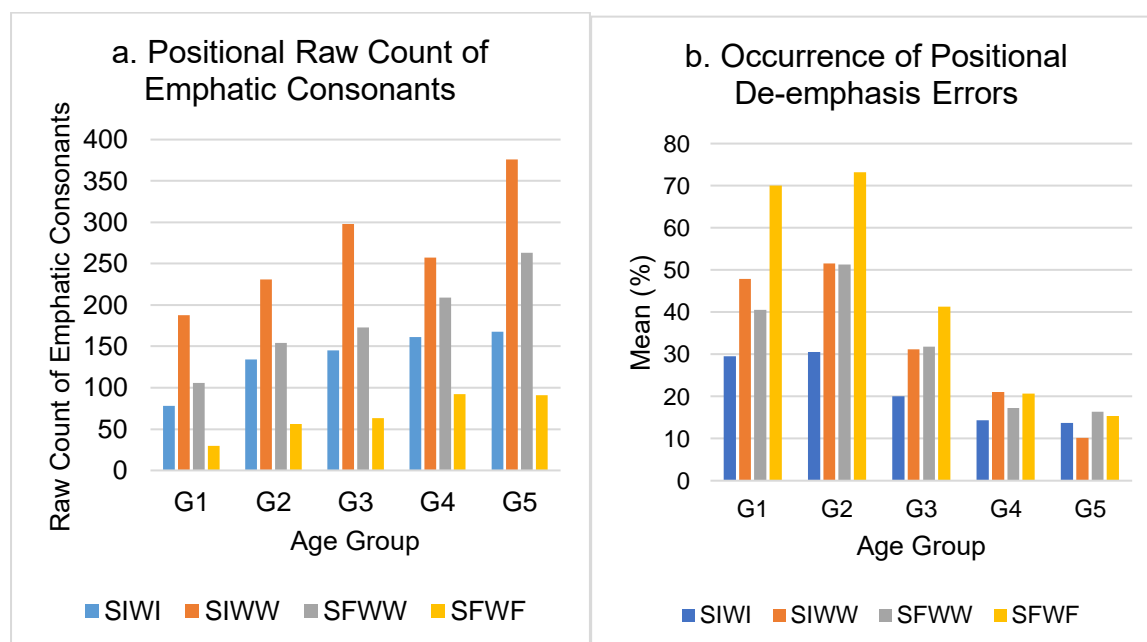 a. Positional Raw Count of
Emphatic Consonants
Raw Count of Emphatic Consonants
400
350
300
250
200
150
100
50
0
G1 G2 G3 G4 G5
Age Group
SIWI SIWW SFWW SFWF
b. Occurrence of Positional
De-emphasis Errors
Mean (%)
80
70
60
50
40
30
20
10
0
G1 G2 G3 G4 G5
Age Group
SIWI SIWW SFWW SFWF